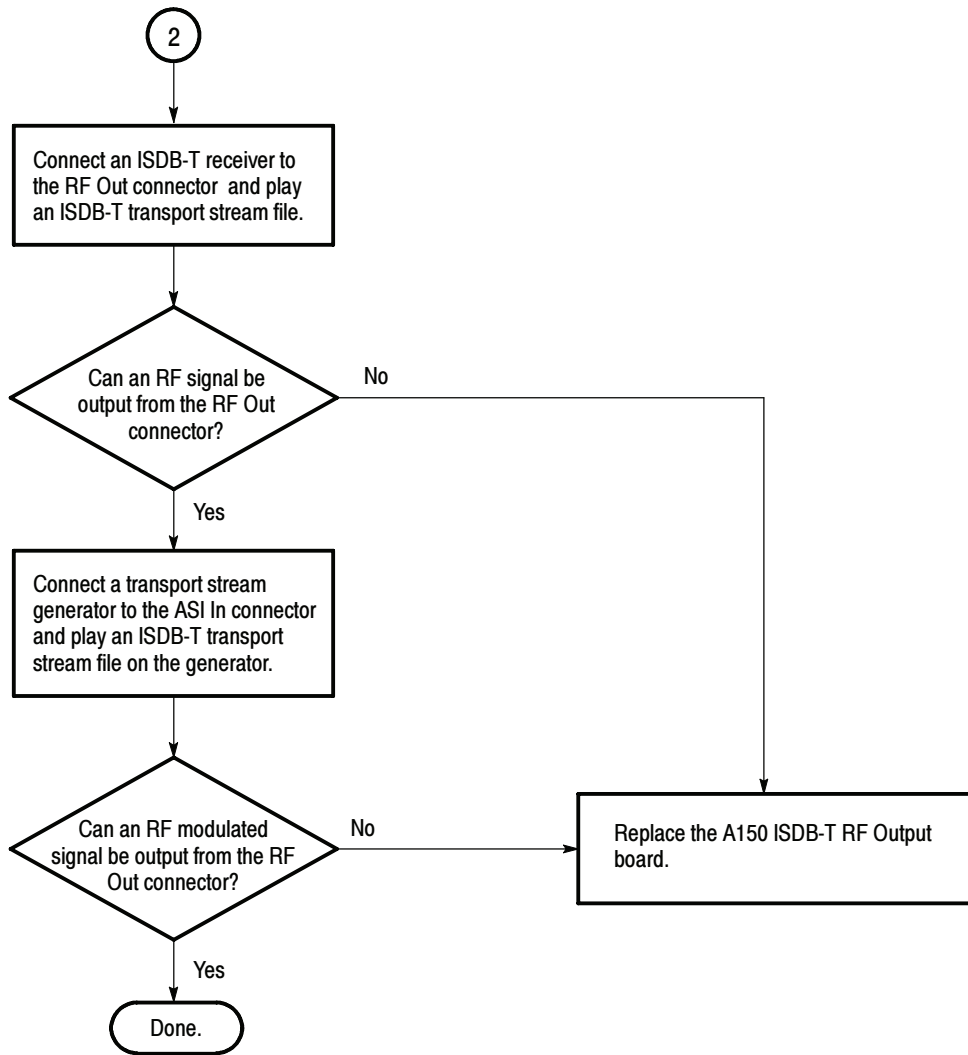 2
Connect an ISDB-T receiver to
the RF Out connector and play
an ISDB-T transport stream file.
Can an RF signal be
output from the RF Out
connector?
No
Yes
Connect a transport stream
generator to the ASI In connector
and play an ISDB-T transport
stream file on the generator.
Can an RF modulated
signal be output from the RF
Out connector?
No
Replace the A150 ISDB-T RF Output
board.
Yes
Done.